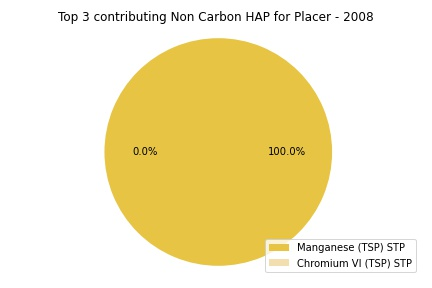 Top 3 contributing Non Carbon HAP for Placer - 2008
0.0%
100.0%
Manganese (TSP) STP
Chromium VI (TSP) STP